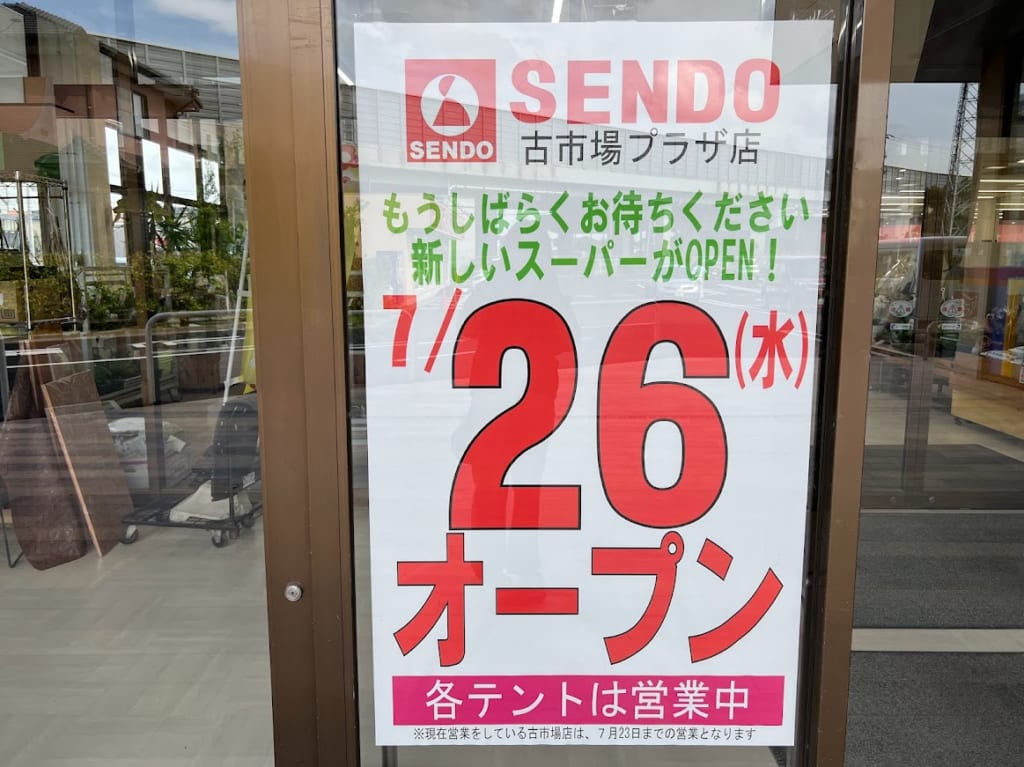 SENDO
SENDO
古市場プラザ店
もうしばらくお待ちください
新しいスーパーがOPEN！
7/26(水)
オープン
各テントは営業中
※現在営業をしている古市場店は、7月23日までの営業となります